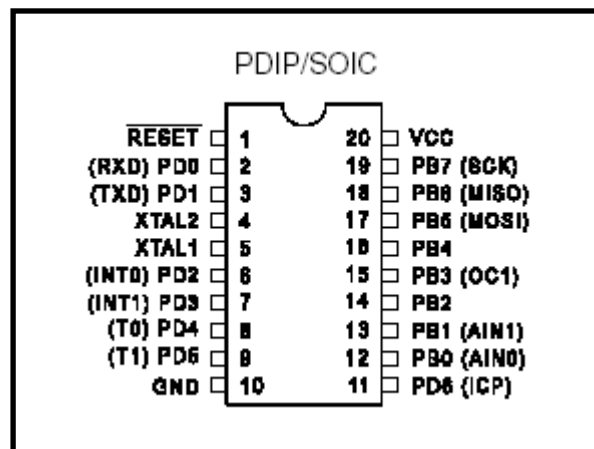 PDIP/SOIC
RESET 1 20 VCC
(RXD) PD0 2 19 PB7 (SCK)
(TXD) PD1 3 18 PB6 (MISO)
XTAL2 4 17 PB5 (MOSI)
XTAL1 5 16 PB4
(INT0) PD2 6 15 PB3 (OC1)
(INT1) PD3 7 14 PB2
(T0) PD4 8 13 PB1 (AIN1)
(T1) PD5 9 12 PB0 (AIN0)
GND 10 11 PD6 (ICP)